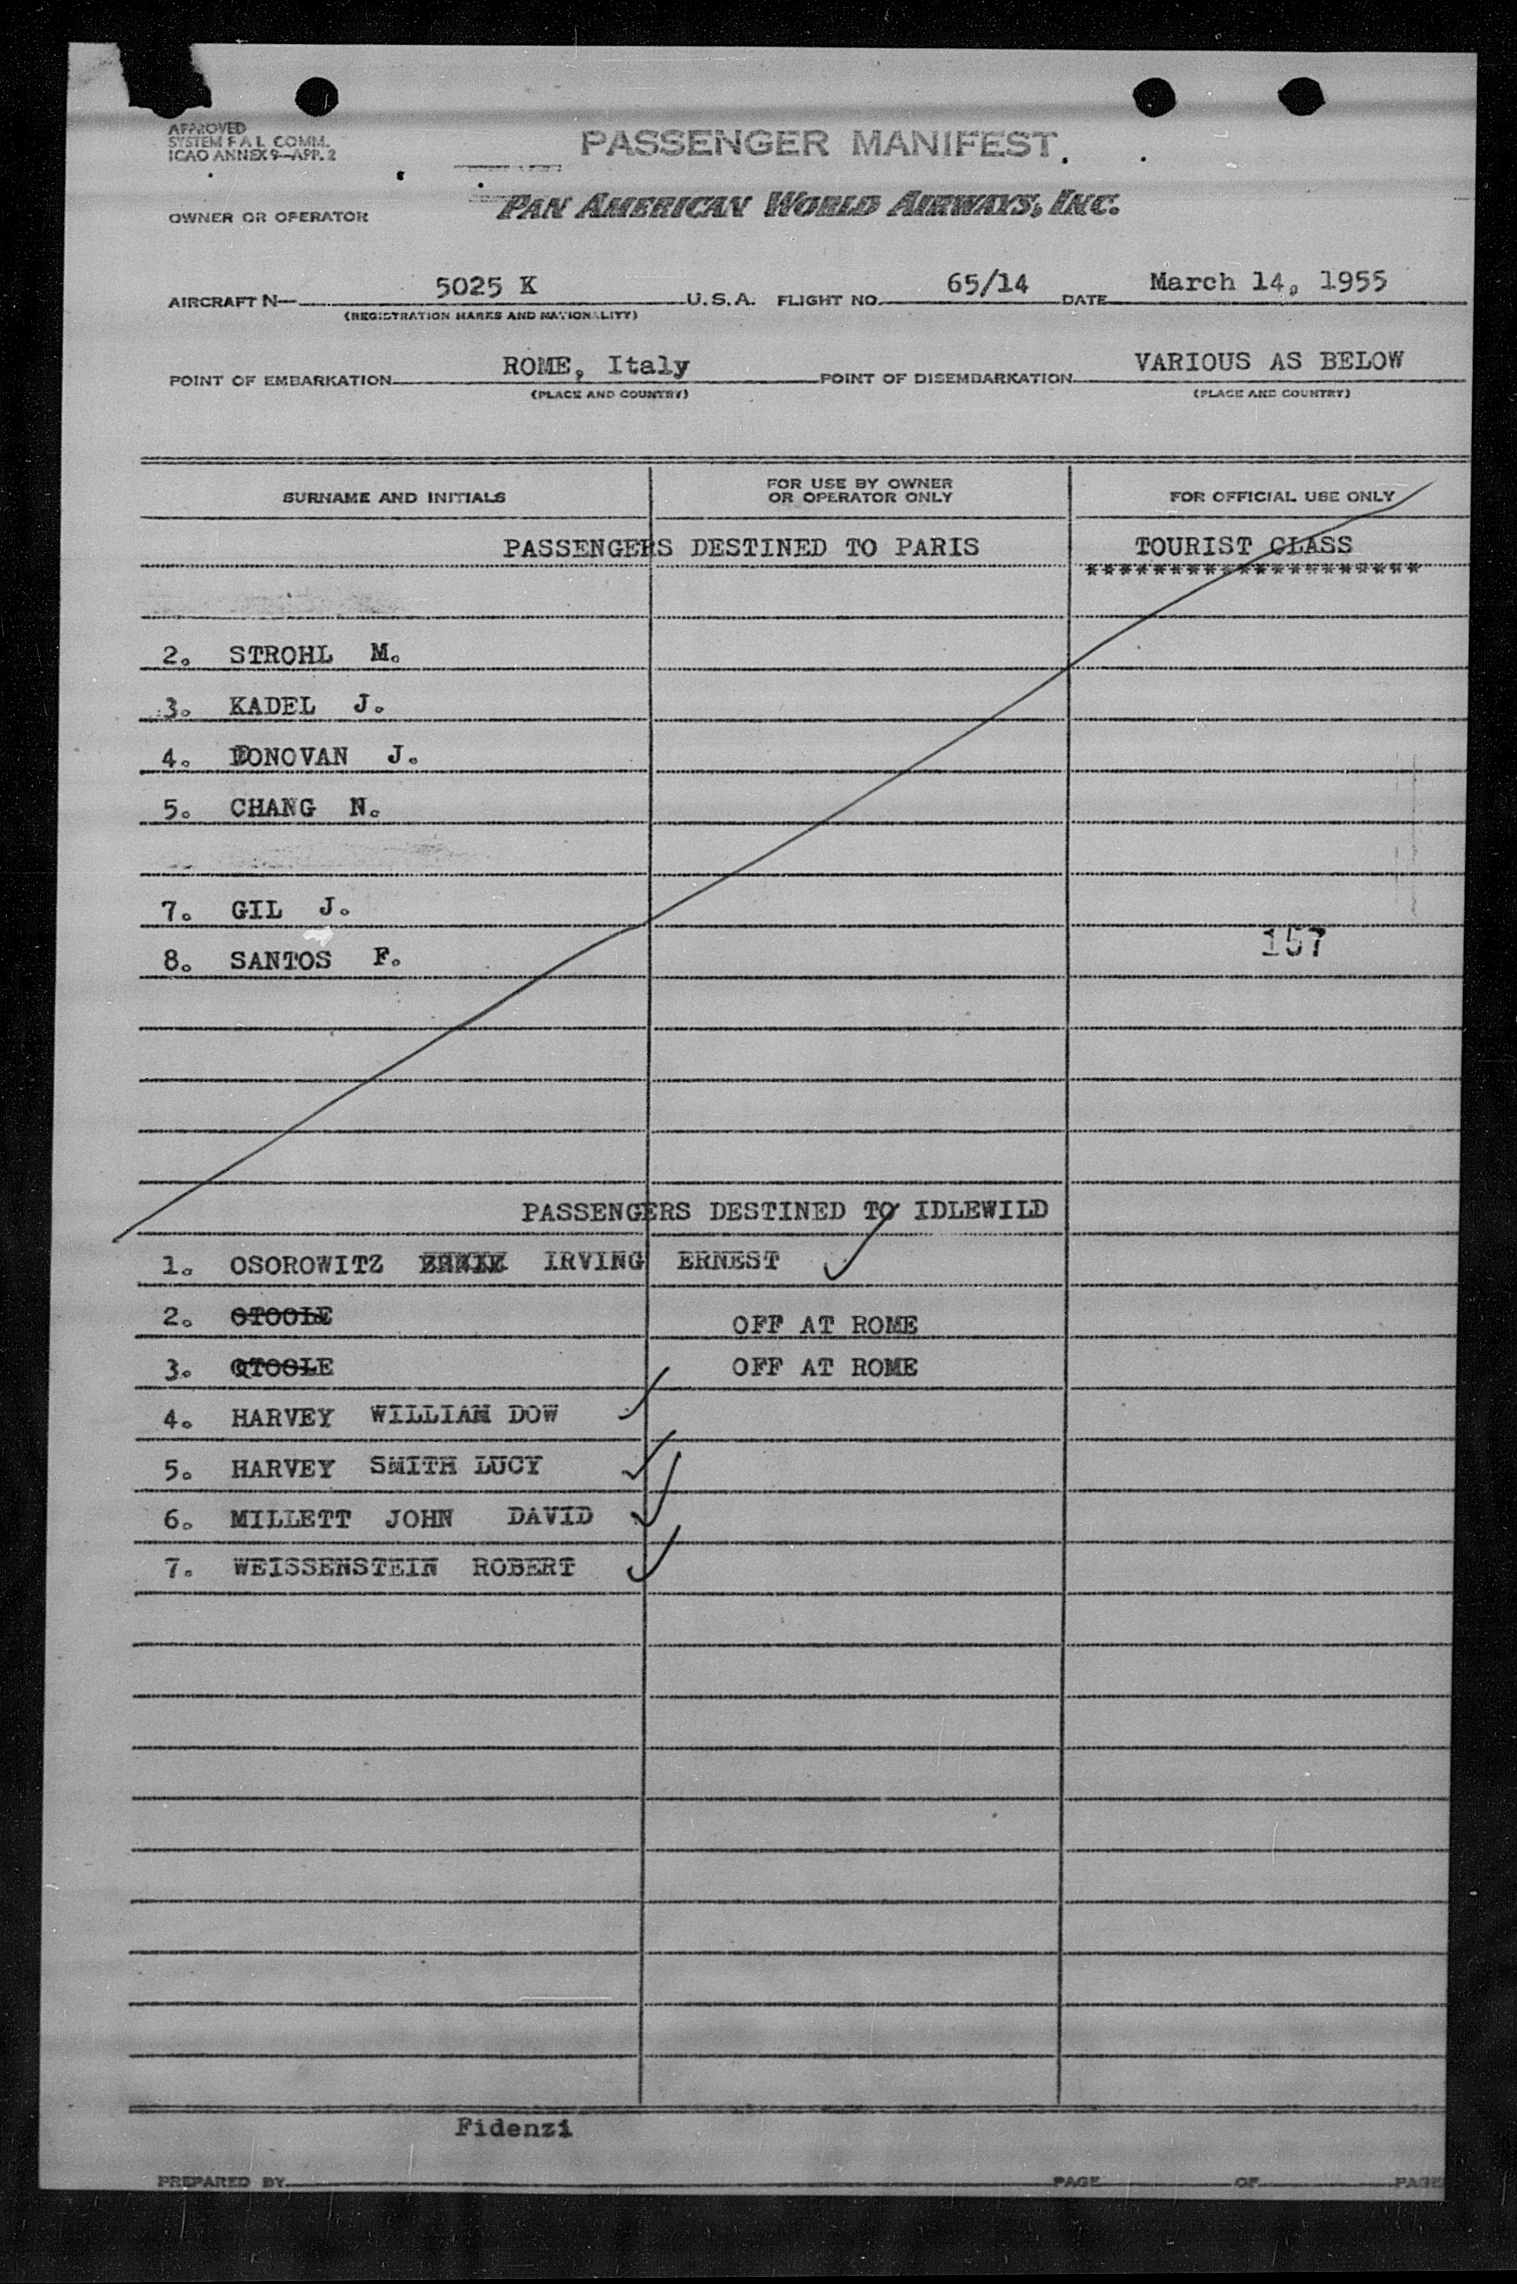 APPROVED
SYSTEM F A L COMM.
ICAO ANNEX 9—APP. 2
PASSENGER MANIFEST
OWNER OR OPERATOR PAN AMERICAN WORLD AIRWAYS, INC.
AIRCRAFT N— 5025 K U.S.A. FLIGHT NO. 65/14 DATE March 14, 1955
(REGISTRATION MARKS AND NATIONALITY)
POINT OF EMBARKATION ROME, Italy POINT OF DISEMBARKATION VARIOUS AS BELOW
(PLACE AND COUNTRY) (PLACE AND COUNTRY)
SURNAME AND INITIALS FOR USE BY OWNER OR OPERATOR ONLY FOR OFFICIAL USE ONLY
PASSENGERS DESTINED TO PARIS TOURIST CLASS
********************
2. STROHL M.
3. KADEL J.
4. DONOVAN J.
5. CHANG N.
7. GIL J.
157
8. SANTOS F.
PASSENGERS DESTINED TO IDLEWILD
1. OSOROWITZ IRVING ERNEST
2. OTOOLE OFF AT ROME
3. OTOOLE OFF AT ROME
4. HARVEY WILLIAM DOW
5. HARVEY SMITH LUCY
6. MILLETT JOHN DAVID
7. WEISSENSTEIN ROBERT
Fidenzi
PREPARED BY PAGE OF PAGE